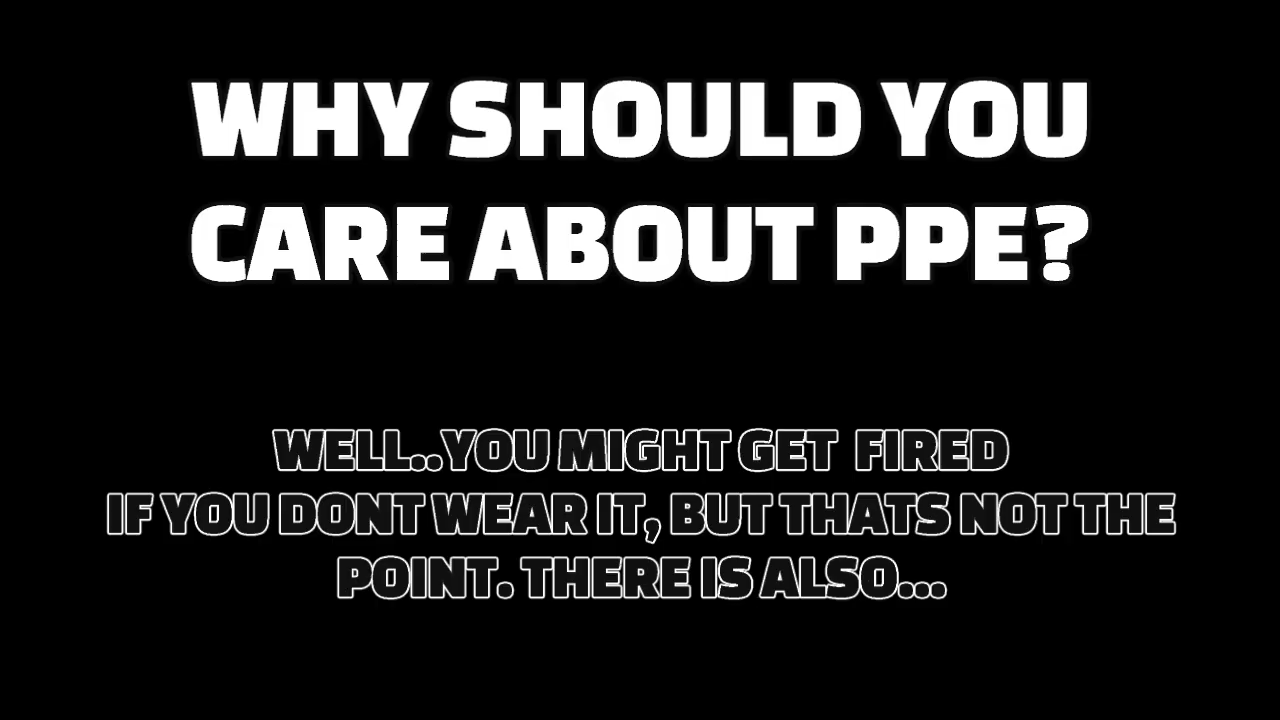 WHY SHOULD YOU
CARE ABOUT PPE?
WELL..YOU MIGHT GET FIRED
IF YOU DONT WEAR IT, BUT THATS NOT THE
POINT. THERE IS ALSO...